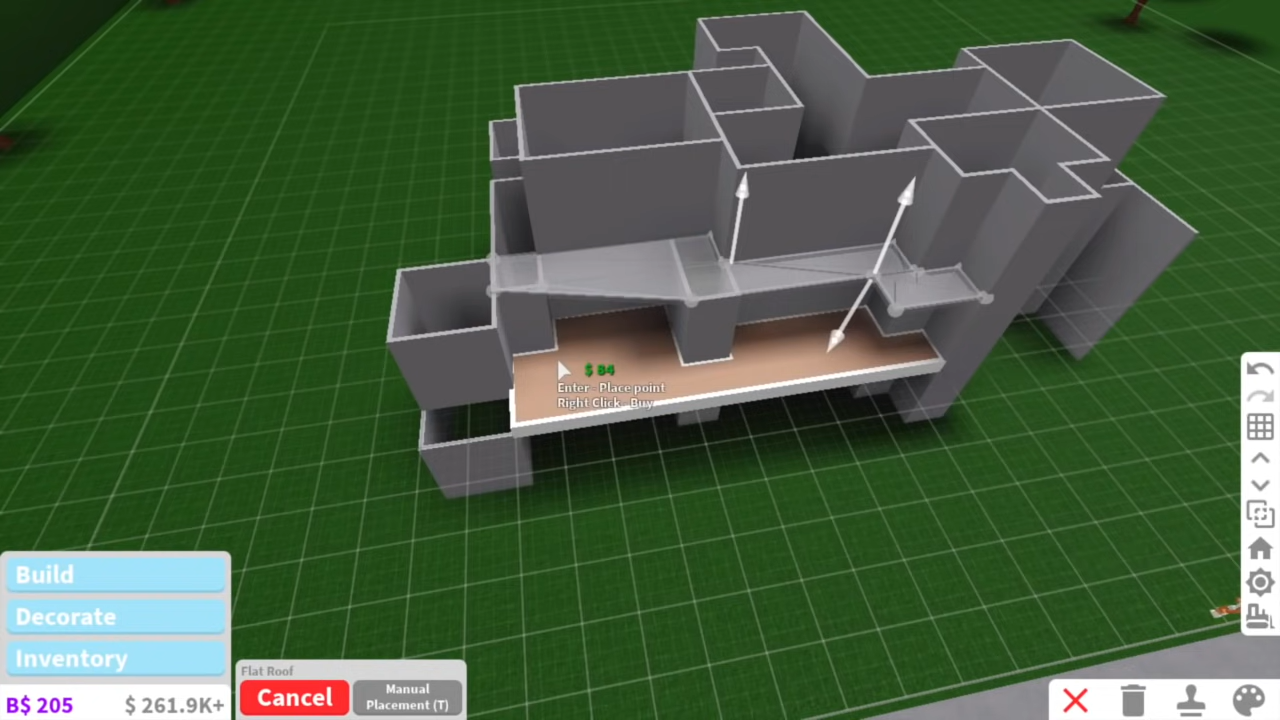 $ 84
Enter - Place point
Right Click - Buy
Build
Decorate
Inventory
B$ 205
$ 261.9K+
Flat Roof
Cancel
Manual
Placement (T)